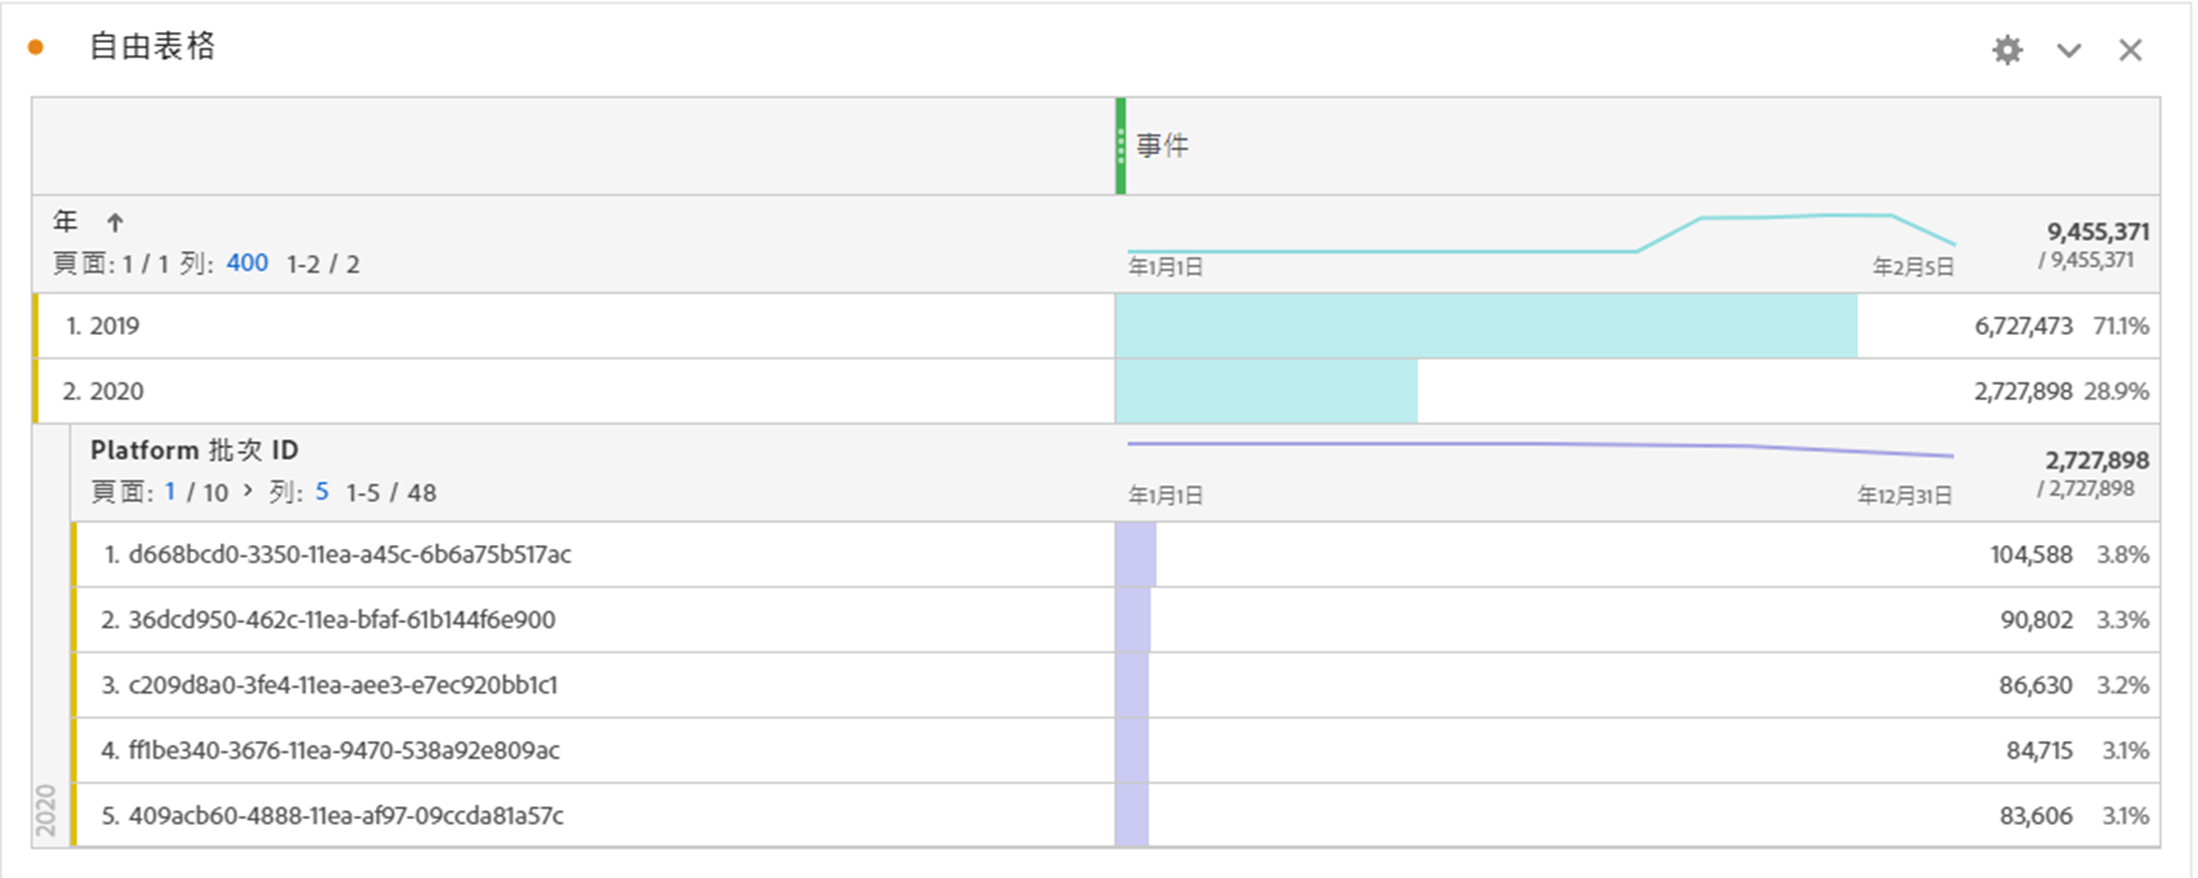 自由表格
事件
年 ↑
頁面: 1 / 1 列: 400 1-2 / 2
年1月1日
年2月5日
9,455,371
/ 9,455,371
1. 2019 6,727,473 71.1%
2. 2020 2,727,898 28.9%
Platform 批次 ID
頁面: 1 / 10 > 列: 5 1-5 / 48
年1月1日
年12月31日
2,727,898
/ 2,727,898
1. d668bcd0-3350-11ea-a45c-6b6a75b517ac 104,588 3.8%
2. 36dcd950-462c-11ea-bfaf-61b144f6e900 90,802 3.3%
3. c209d8a0-3fe4-11ea-aee3-e7ec920bb1c1 86,630 3.2%
4. ff1be340-3676-11ea-9470-538a92e809ac 84,715 3.1%
5. 409acb60-4888-11ea-af97-09ccda81a57c 83,606 3.1%
2020